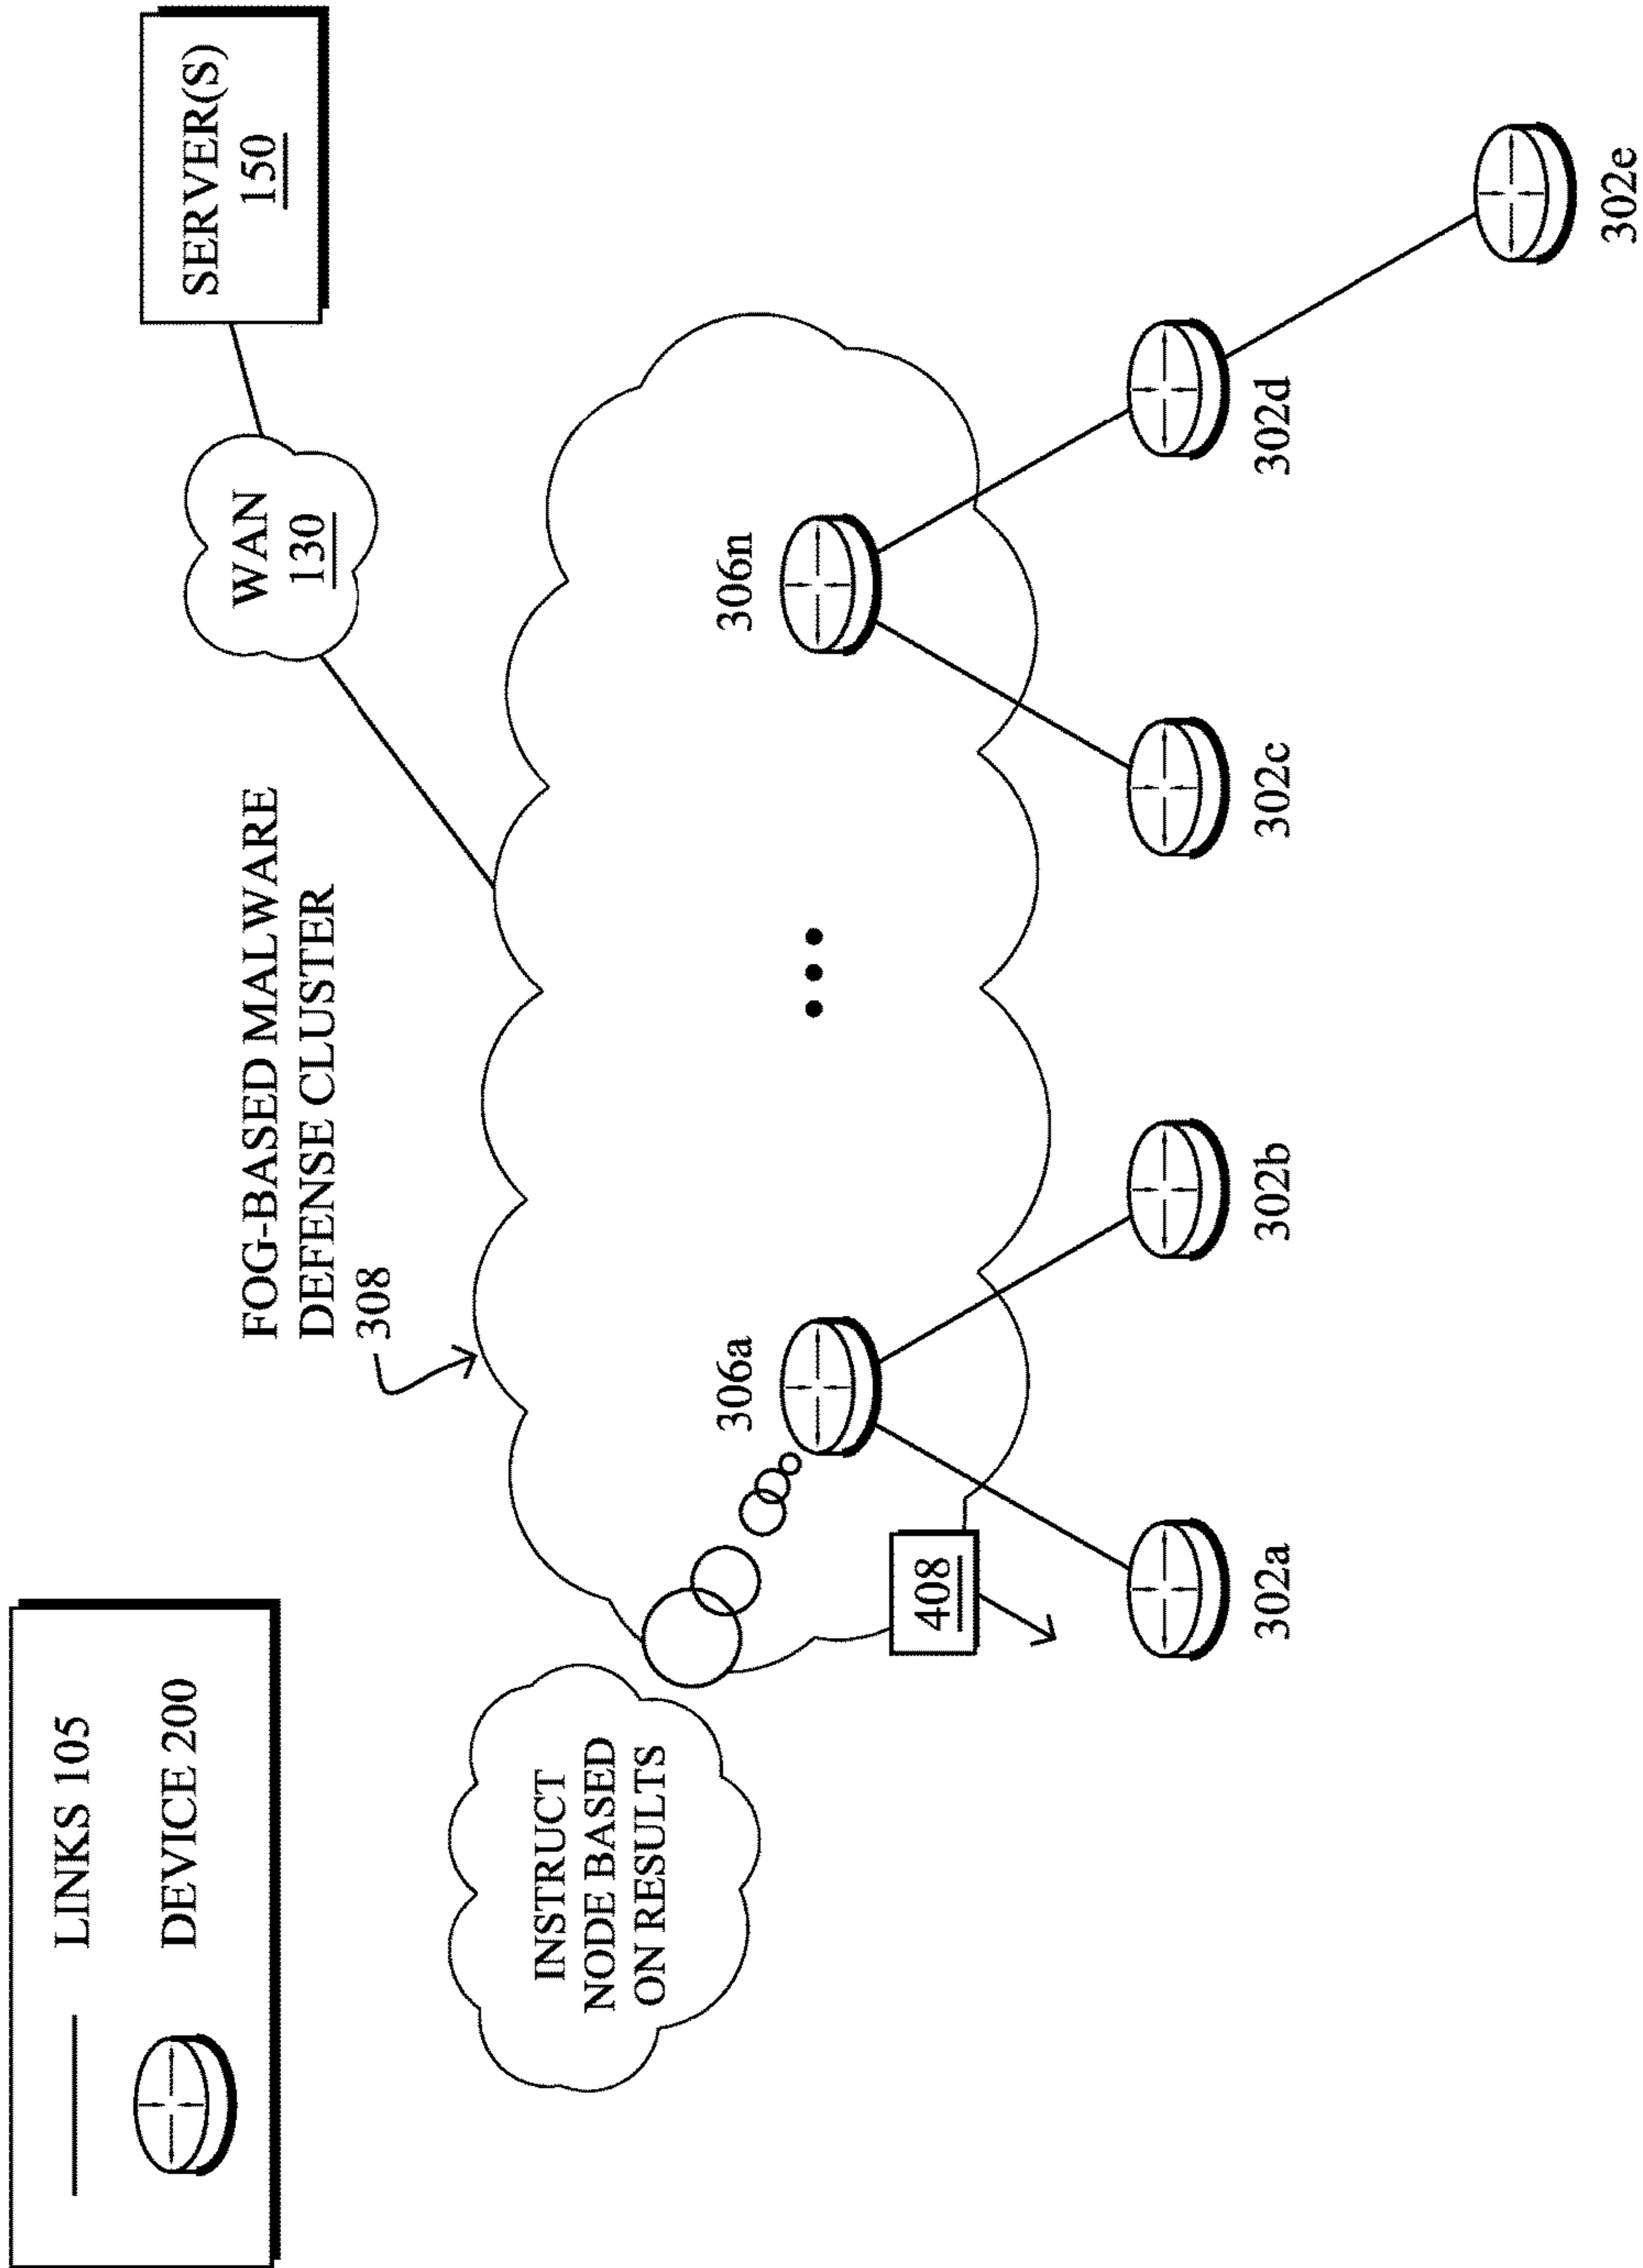 LINKS 105
DEVICE 200
SERVER(S)
150
WAN
130
FOG-BASED MALWARE
DEFENSE CLUSTER
308
INSTRUCT
NODE BASED
ON RESULTS
306a
306n
408
302a
302b
302c
302d
302e